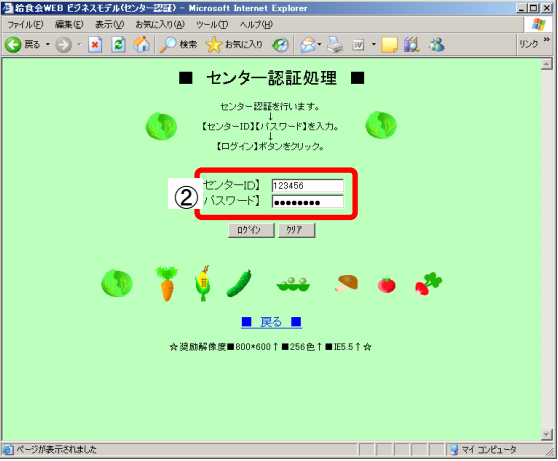 給食会WEB ビジネスモデル(センター認証) - Microsoft Internet Explorer
ファイル(F) 編集(E) 表示(V) お気に入り(A) ツール(T) ヘルプ(H)
戻る 検索 お気に入り リンク »
■ センター認証処理 ■
センター認証を行います。
↓
【センターID】【パスワード】を入力。
↓
【ログイン】ボタンをクリック。
②
センターID】 123456
パスワード】 ●●●●●●●●
ログイン クリア
■ 戻る ■
☆奨励解像度■800*600↑■256色↑■IE5.5↑☆
ページが表示されました マイ コンピュータ